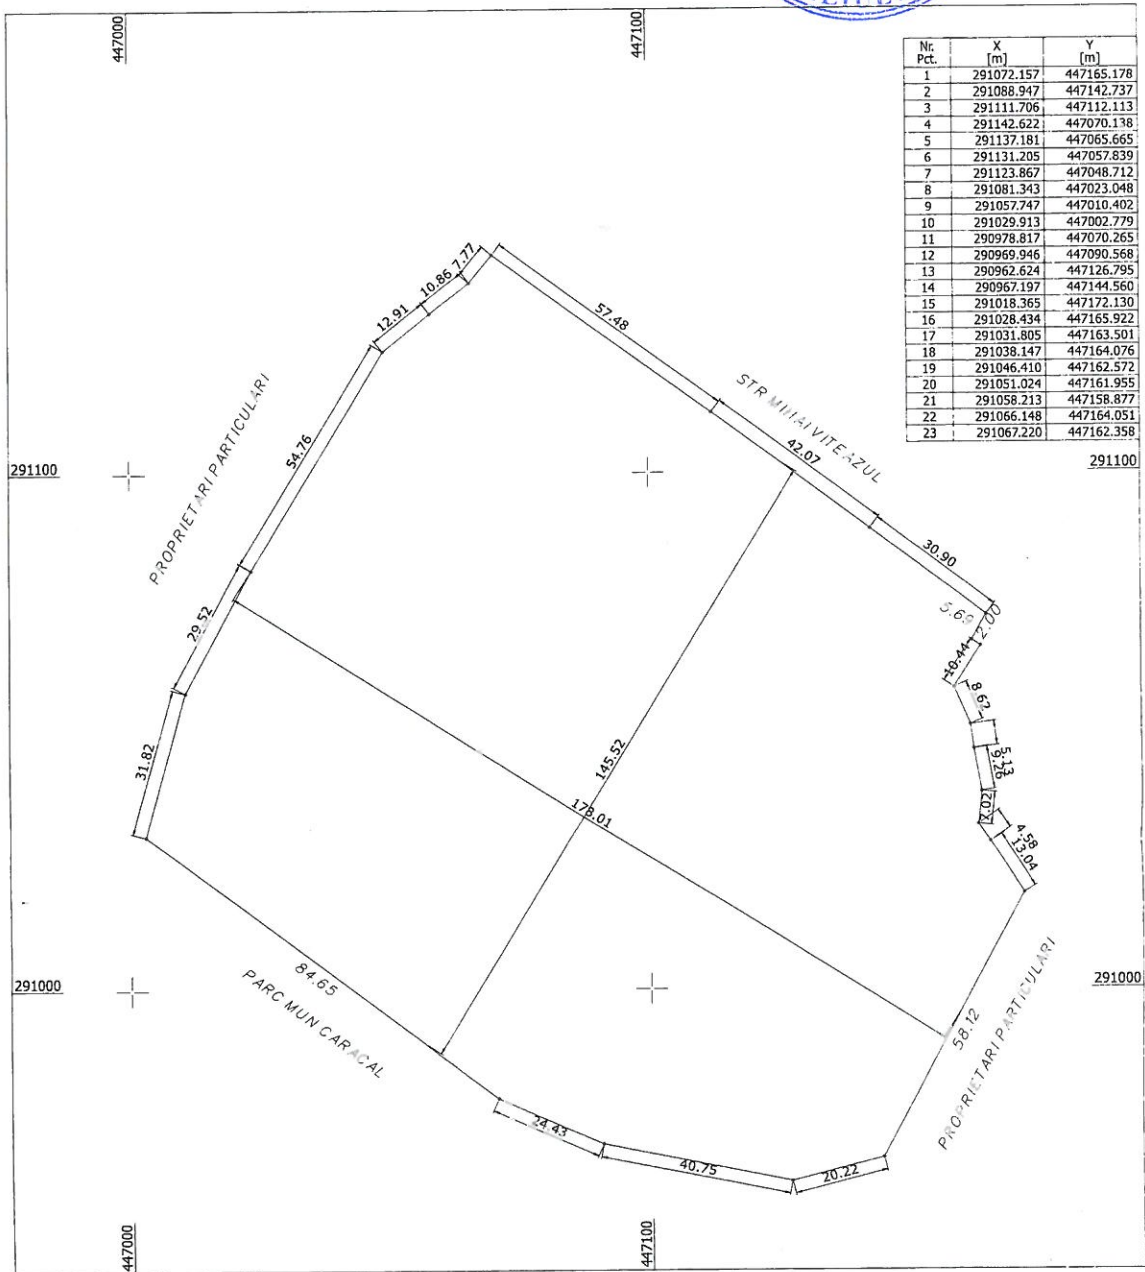 447000
447100
Nr. Pct. X [m] Y [m]
1 291072.157 447165.178
2 291088.947 447142.737
3 291111.706 447112.113
4 291142.622 447070.138
5 291137.181 447065.665
6 291131.205 447057.839
7 291123.867 447048.712
8 291081.343 447023.048
9 291057.747 447010.402
10 291029.913 447002.779
11 290978.817 447070.265
12 290969.946 447090.568
13 290962.624 447126.795
14 290967.197 447144.560
15 291018.365 447172.130
16 291028.434 447165.922
17 291031.805 447163.501
18 291038.147 447164.076
19 291046.410 447162.572
20 291051.024 447161.955
21 291058.213 447158.877
22 291066.148 447164.051
23 291067.220 447162.358
7.77
10.86
12.91
57.48
STR MIHAI VITEAZUL
42.07
54.76
PROPRIETARI PARTICULARI
291100
291100
30.90
5.69
2.00
10.44
29.52
8.62
31.82
145.52
5.13
9.26
178.01
4.58
13.04
84.65
PARC MUN CARACAL
291000
291000
58.12
PROPRIETARI PARTICULARI
24.43
40.75
20.22
447000
447100